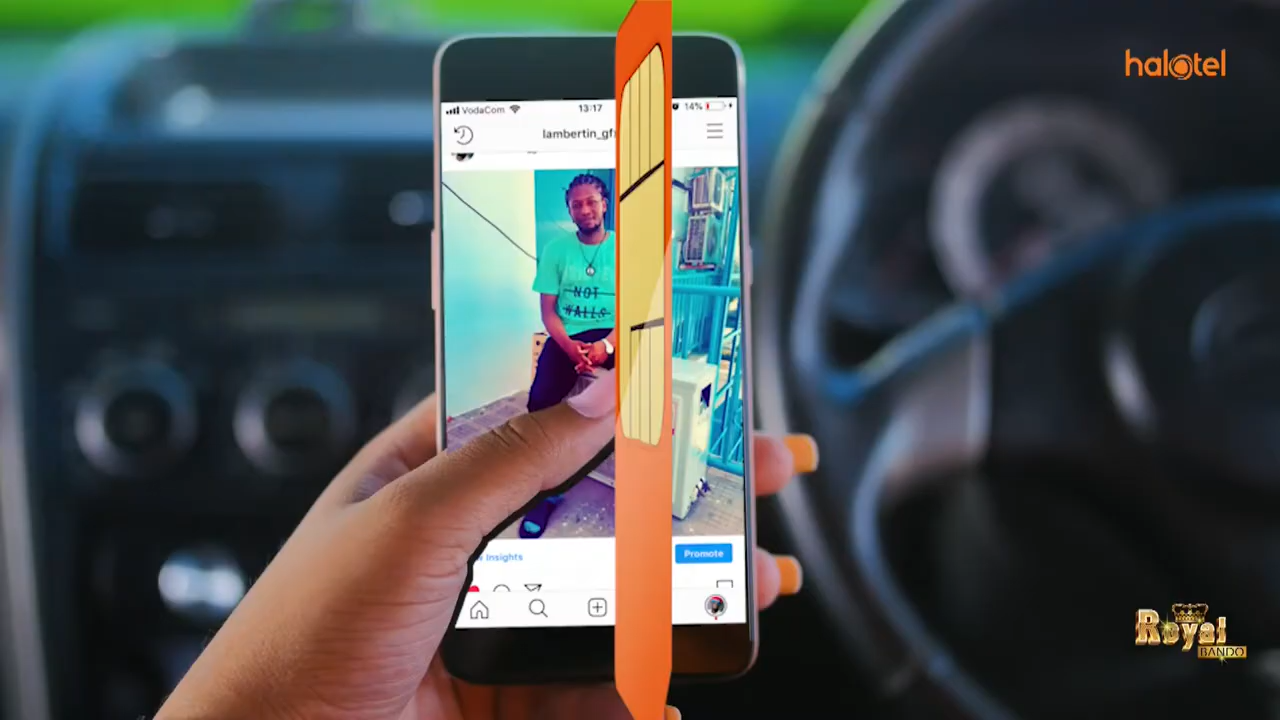 halotel
VodaCom
13:17
14%
lambertin_gf
NOT
WALLS
Insights
Promote
Royal
BANDO